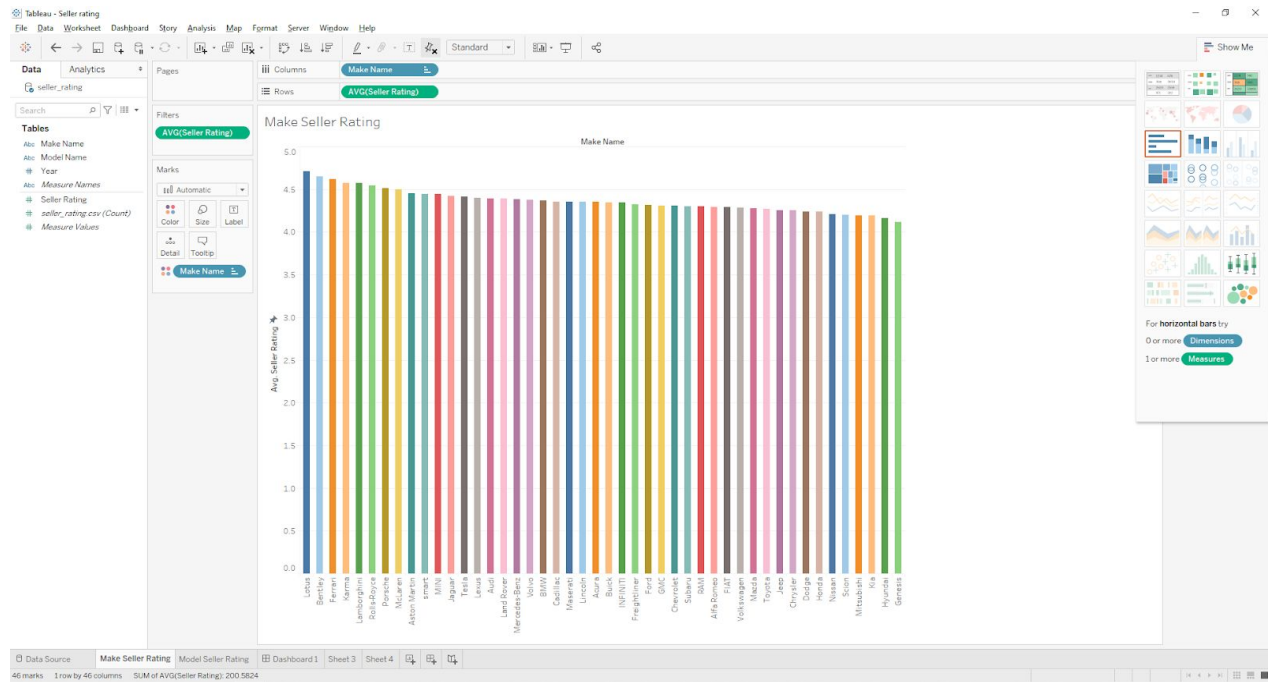 Tableau - Seller rating
File Data Worksheet Dashboard Story Analysis Map Format Server Window Help
Standard
Show Me
Data Analytics
seller_rating
Search
Tables
Abc Make Name
Abc Model Name
# Year
Abc Measure Names
# Seller Rating
# seller_rating.csv (Count)
# Measure Values
Pages
Filters
AVG(Seller Rating)
Marks
Automatic
Color Size Label
Detail Tooltip
Make Name
Columns Make Name
Rows AVG(Seller Rating)
Make Seller Rating
Make Name
Avg. Seller Rating
5.0
4.5
4.0
3.5
3.0
2.5
2.0
1.5
1.0
0.5
0.0
Lotus
Bentley
Ferrari
Karma
Lamborghini
Rolls-Royce
Porsche
McLaren
Aston Martin
smart
MINI
Jaguar
Tesla
Lexus
Audi
Land Rover
Mercedes-Benz
Volvo
BMW
Cadillac
Maserati
Lincoln
Acura
Buick
INFINITI
Freightliner
Ford
GMC
Chevrolet
Subaru
RAM
Alfa Romeo
FIAT
Volkswagen
Mazda
Toyota
Jeep
Chrysler
Dodge
Honda
Nissan
Scion
Mitsubishi
Kia
Hyundai
Genesis
For horizontal bars try
0 or more Dimensions
1 or more Measures
Data Source Make Seller Rating Model Seller Rating Dashboard 1 Sheet 3 Sheet 4
46 marks 1 row by 46 columns SUM of AVG(Seller Rating): 200.5824